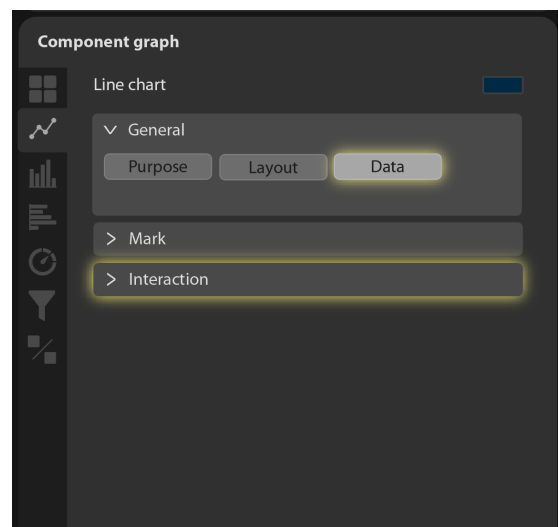 Component graph
Line chart
General
Purpose Layout Data
Mark
Interaction